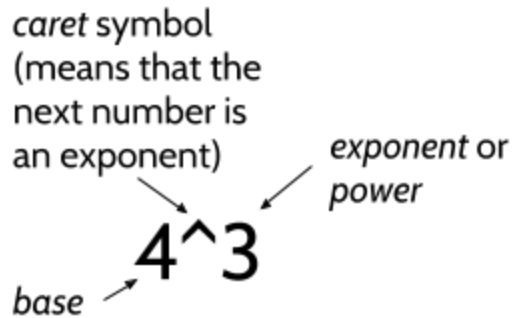 caret symbol
(means that the
next number is
an exponent)
exponent or
power
4^3
base